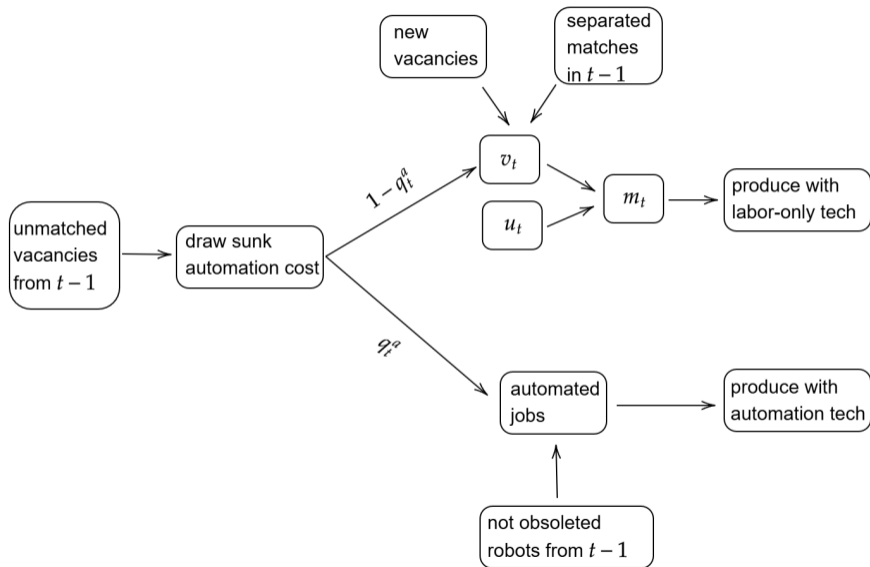 new
vacancies
separated
matches
in t − 1
v_t
1 − q_t^a
m_t
produce with
labor-only tech
u_t
unmatched
vacancies
from t − 1
draw sunk
automation cost
q_t^a
automated
jobs
produce with
automation tech
not obsoleted
robots from t − 1